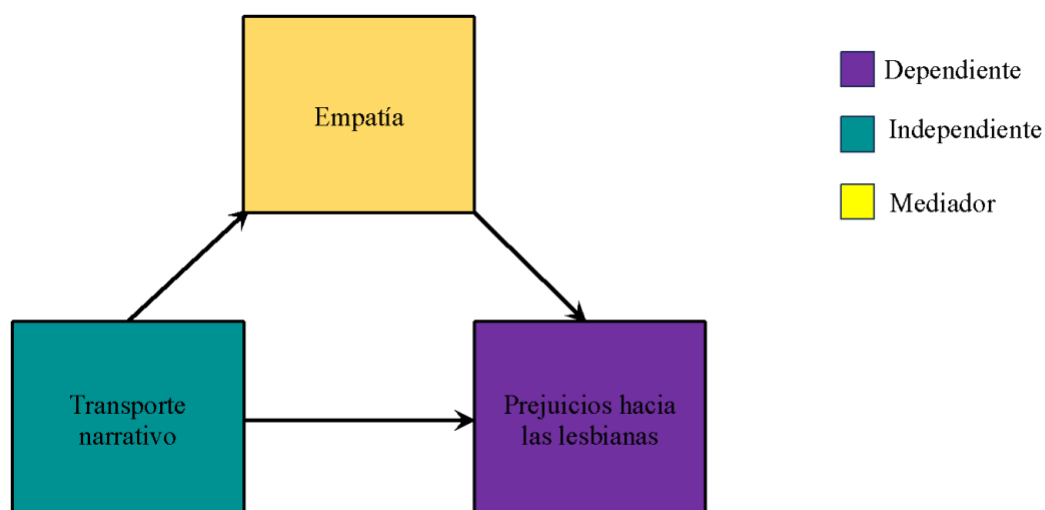 Empatía
Transporte
narrativo
Prejuicios hacia
las lesbianas
Dependiente
Independiente
Mediador